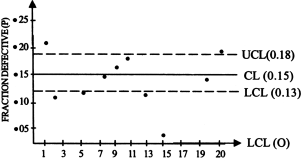 FRACTION DEFECTIVE(P)
25
20
15
10
05
UCL(0.18)
CL (0.15)
LCL (0.13)
LCL (O)
1 3 5 7 9 11 13 15 17 19 20